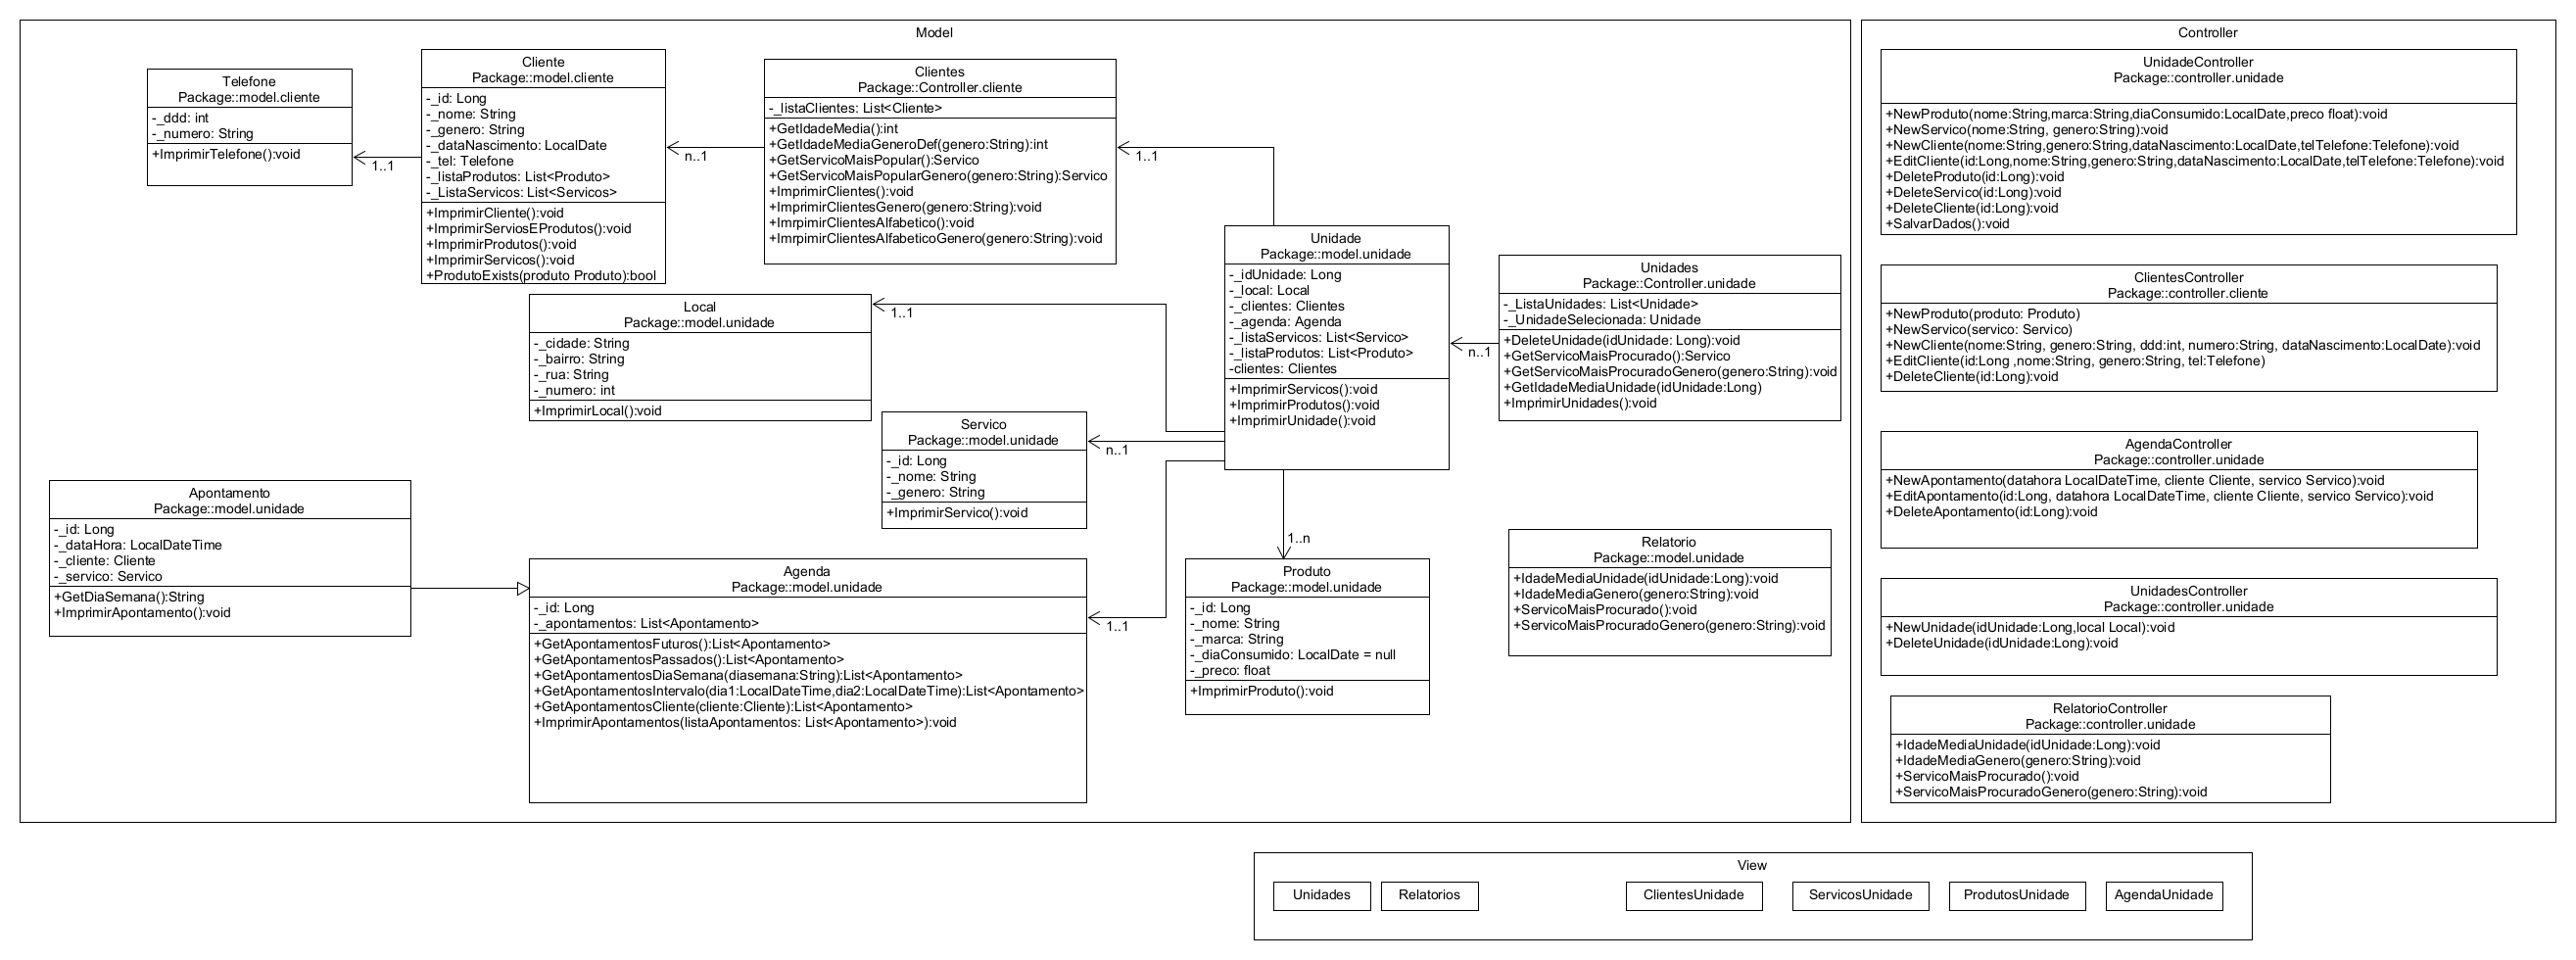 Model
Telefone
Package::model.cliente
-_ddd: int
-_numero: String
+ImprimirTelefone():void
1..1
Cliente
Package::model.cliente
-_id: Long
-_nome: String
-_genero: String
-_dataNascimento: LocalDate
-_tel: Telefone
-_listaProdutos: List<Produto>
-_ListaServicos: List<Servicos>
+ImprimirCliente():void
+ImprimirServiosEProdutos():void
+ImprimirProdutos():void
+ImprimirServicos():void
+ProdutoExists(produto Produto):bool
n..1
Clientes
Package::Controller.cliente
-_listaClientes: List<Cliente>
+GetIdadeMedia():int
+GetIdadeMediaGeneroDef(genero:String):int
+GetServicoMaisPopular():Servico
+GetServicoMaisPopularGenero(genero:String):Servico
+ImprimirClientes():void
+ImprimirClientesGenero(genero:String):void
+ImrpimirClientesAlfabetico():void
+ImrpimirClientesAlfabeticoGenero(genero:String):void
1..1
Unidade
Package::model.unidade
-_idUnidade: Long
-_local: Local
-_clientes: Clientes
-_agenda: Agenda
-_listaServicos: List<Servico>
-_listaProdutos: List<Produto>
-clientes: Clientes
+ImprimirServicos():void
+ImprimirProdutos():void
+ImprimirUnidade():void
n..1
Unidades
Package::Controller.unidade
-_ListaUnidades: List<Unidade>
-_UnidadeSelecionada: Unidade
+DeleteUnidade(idUnidade: Long):void
+GetServicoMaisProcurado():Servico
+GetServicoMaisProcuradoGenero(genero:String):void
+GetIdadeMediaUnidade(idUnidade:Long)
+ImprimirUnidades():void
Local
Package::model.unidade
-_cidade: String
-_bairro: String
-_rua: String
-_numero: int
+ImprimirLocal():void
1..1
Servico
Package::model.unidade
-_id: Long
-_nome: String
-_genero: String
+ImprimirServico():void
n..1
Apontamento
Package::model.unidade
-_id: Long
-_dataHora: LocalDateTime
-_cliente: Cliente
-_servico: Servico
+GetDiaSemana():String
+ImprimirApontamento():void
Agenda
Package::model.unidade
-_id: Long
-_apontamentos: List<Apontamento>
+GetApontamentosFuturos():List<Apontamento>
+GetApontamentosPassados():List<Apontamento>
+GetApontamentosDiaSemana(diasemana:String):List<Apontamento>
+GetApontamentosIntervalo(dia1:LocalDateTime,dia2:LocalDateTime):List<Apontamento>
+GetApontamentosCliente(cliente:Cliente):List<Apontamento>
+ImprimirApontamentos(listaApontamentos: List<Apontamento>):void
1..1
1..n
Produto
Package::model.unidade
-_id: Long
-_nome: String
-_marca: String
-_diaConsumido: LocalDate = null
-_preco: float
+ImprimirProduto():void
Relatorio
Package::model.unidade
+IdadeMediaUnidade(idUnidade:Long):void
+IdadeMediaGenero(genero:String):void
+ServicoMaisProcurado():void
+ServicoMaisProcuradoGenero(genero:String):void
Controller
UnidadeController
Package::controller.unidade
+NewProduto(nome:String,marca:String,diaConsumido:LocalDate,preco float):void
+NewServico(nome:String, genero:String):void
+NewCliente(nome:String,genero:String,dataNascimento:LocalDate,telTelefone:Telefone):void
+EditCliente(id:Long,nome:String,genero:String,dataNascimento:LocalDate,telTelefone:Telefone):void
+DeleteProduto(id:Long):void
+DeleteServico(id:Long):void
+DeleteCliente(id:Long):void
+SalvarDados():void
ClientesController
Package::controller.cliente
+NewProduto(produto: Produto)
+NewServico(servico: Servico)
+NewCliente(nome:String, genero:String, ddd:int, numero:String, dataNascimento:LocalDate):void
+EditCliente(id:Long ,nome:String, genero:String, tel:Telefone)
+DeleteCliente(id:Long):void
AgendaController
Package::controller.unidade
+NewApontamento(datahora LocalDateTime, cliente Cliente, servico Servico):void
+EditApontamento(id:Long, datahora LocalDateTime, cliente Cliente, servico Servico):void
+DeleteApontamento(id:Long):void
UnidadesController
Package::controller.unidade
+NewUnidade(idUnidade:Long,local Local):void
+DeleteUnidade(idUnidade:Long):void
RelatorioController
Package::controller.unidade
+IdadeMediaUnidade(idUnidade:Long):void
+IdadeMediaGenero(genero:String):void
+ServicoMaisProcurado():void
+ServicoMaisProcuradoGenero(genero:String):void
View
Unidades
Relatorios
ClientesUnidade
ServicosUnidade
ProdutosUnidade
AgendaUnidade